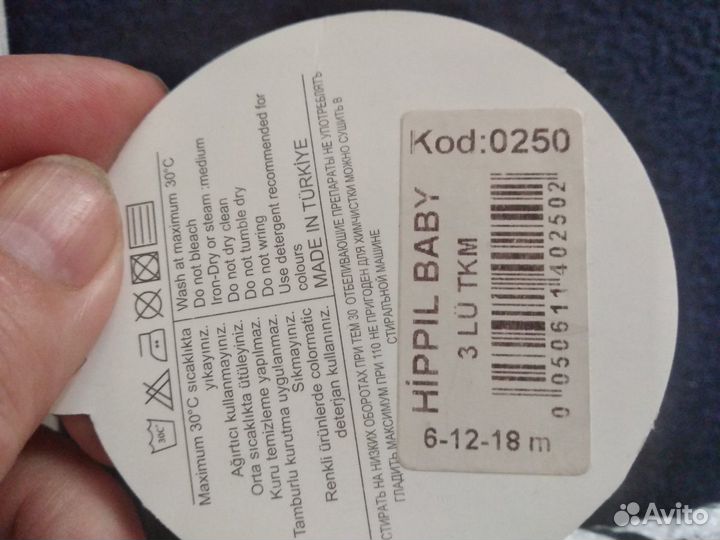 30C°
Wash at maximum 30°C
Do not bleach
Iron-Dry or steam :medium
Do not dry clean
Do not tumble dry
Do not wring
Use detergent recommended for
colours
MADE IN TÜRKİYE
Maximum 30°C sıcaklıkta
yıkayınız.
Ağırtıcı kullanmayınız.
Orta sıcaklıkta ütüleyiniz.
Kuru temizleme yapılmaz.
Tamburlu kurutma uygulanmaz.
Sıkmayınız.
Renkli ürünlerde colormatic
deterjan kullanınız.
СТИРАТЬ НА НИЗКИХ ОБОРОТАХ ПРИ ТЕМ 30 ОТБЕЛИВАЮЩИЕ ПРЕПАРАТЫ НЕ УПОТРЕБЛЯТЬ
ГЛАДИТЬ МАКСИМУМ ПРИ 110 НЕ ПРИГОДЕН ДЛЯ ХИМЧИСТКИ МОЖНО СУШИТЬ В
СТИРАЛЬНОЙ МАШИНЕ
Kod:0250
HİPPIL BABY
3 LÜ TKM
0 050611 402502
6-12-18 m
Avito